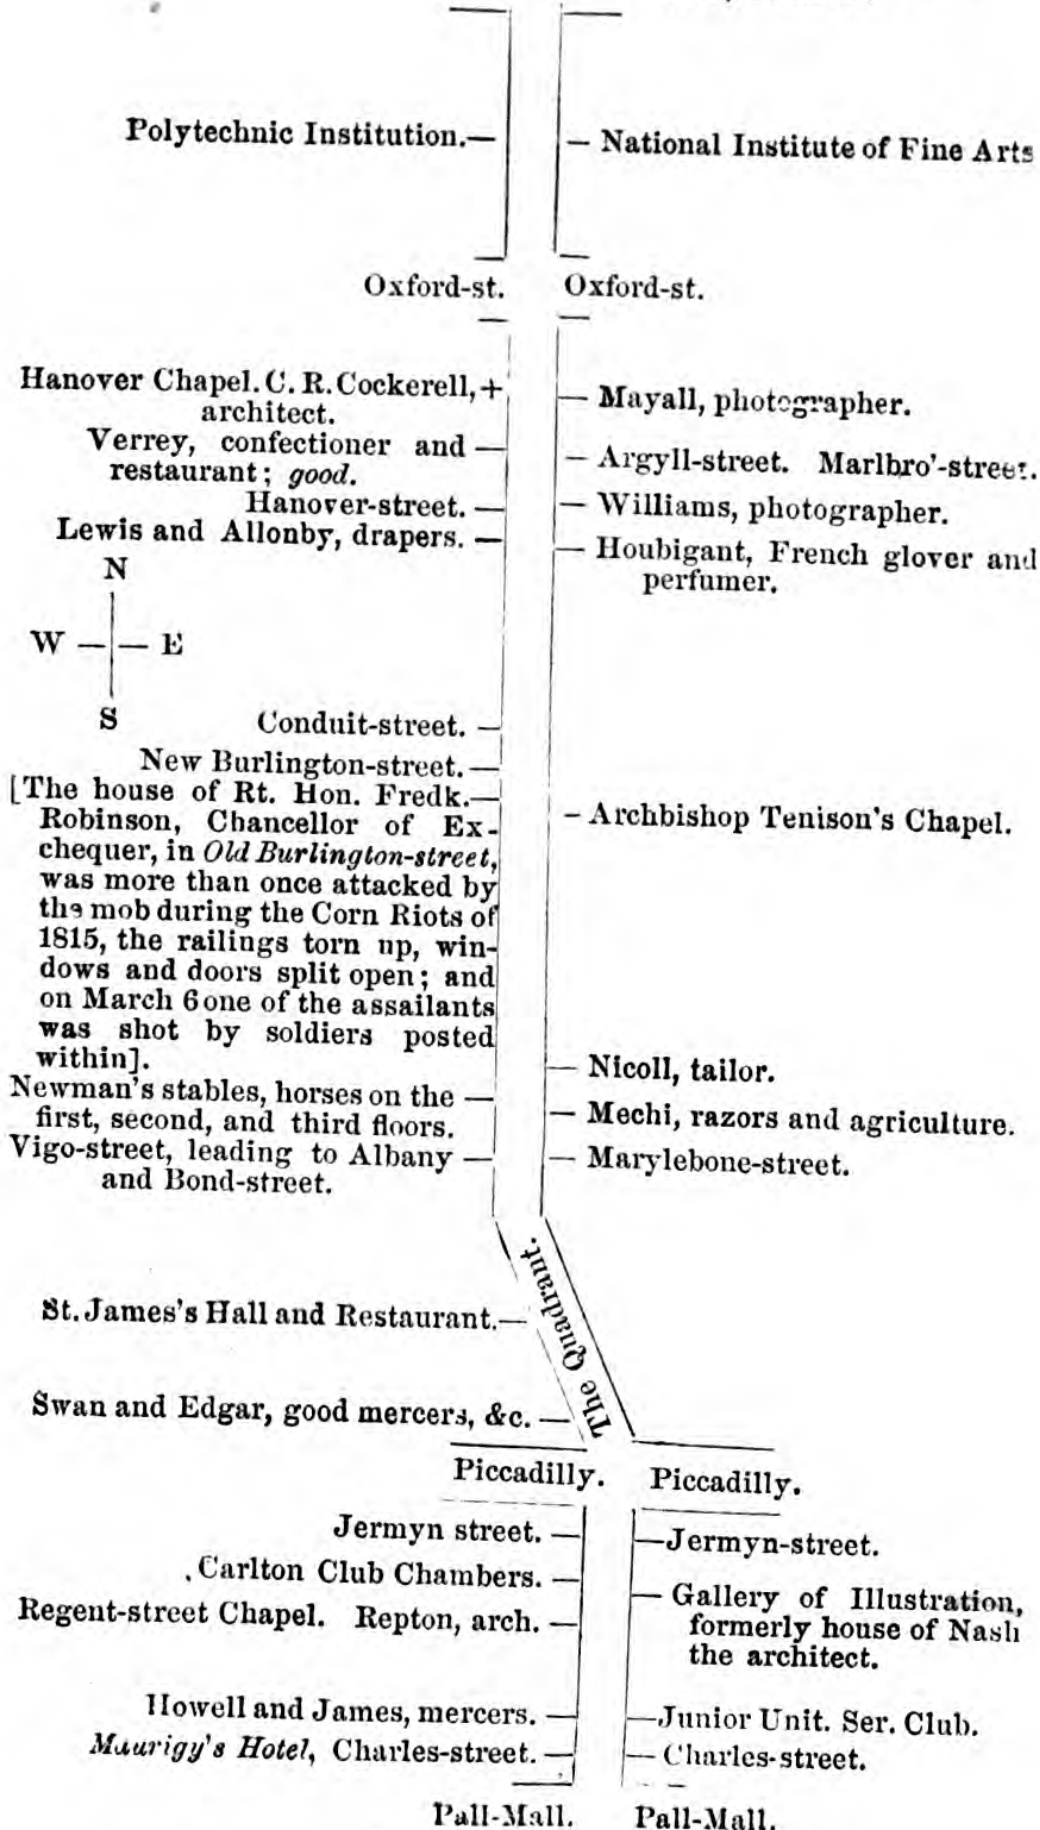 Polytechnic Institution.—
— National Institute of Fine Arts
Oxford-st.
Oxford-st.
Hanover Chapel. C. R. Cockerell, +
architect.
— Mayall, photographer.
Verrey, confectioner and —
restaurant; good.
— Argyll-street. Marlbro'-street.
Hanover-street. —
— Williams, photographer.
Lewis and Allonby, drapers. —
— Houbigant, French glover and
perfumer.
N
W — — E
S
Conduit-street. —
New Burlington-street. —
[The house of Rt. Hon. Fredk.—
Robinson, Chancellor of Ex-
chequer, in Old Burlington-street,
was more than once attacked by
the mob during the Corn Riots of
1815, the railings torn up, win-
dows and doors split open; and
on March 6 one of the assailants
was shot by soldiers posted
within].
— Archbishop Tenison's Chapel.
— Nicoll, tailor.
Newman's stables, horses on the —
first, second, and third floors.
— Mechi, razors and agriculture.
Vigo-street, leading to Albany —
and Bond-street.
— Marylebone-street.
The Quadrant.
St. James's Hall and Restaurant.—
Swan and Edgar, good mercers, &c. —
Piccadilly.
Piccadilly.
Jermyn street. —
—Jermyn-street.
Carlton Club Chambers. —
— Gallery of Illustration,
formerly house of Nash
the architect.
Regent-street Chapel. Repton, arch. —
Howell and James, mercers. —
—Junior Unit. Ser. Club.
Maurigy's Hotel, Charles-street. —
— Charles-street.
Pall-Mall.
Pall-Mall.